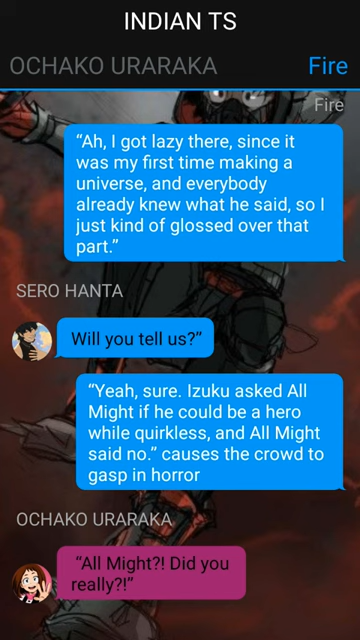 INDIAN TS
OCHAKO URARAKA Fire
Fire
“Ah, I got lazy there, since it
was my first time making a
universe, and everybody
already knew what he said, so I
just kind of glossed over that
part.”
SERO HANTA
Will you tell us?”
“Yeah, sure. Izuku asked All
Might if he could be a hero
while quirkless, and All Might
said no.” causes the crowd to
gasp in horror
OCHAKO URARAKA
“All Might?! Did you
really?!”